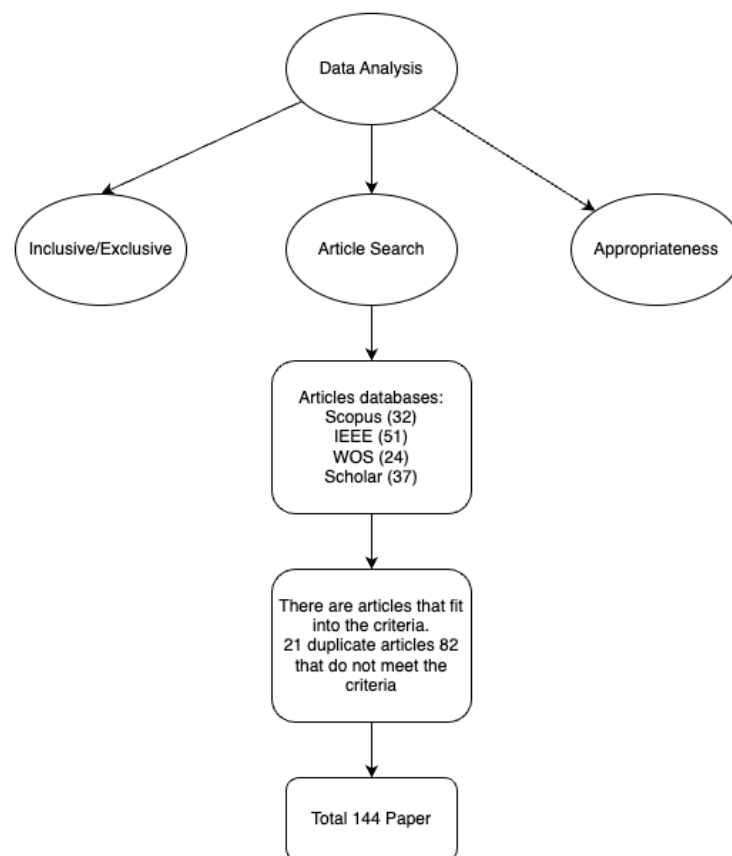 Data Analysis
Inclusive/Exclusive
Article Search
Appropriateness
Articles databases:
Scopus (32)
IEEE (51)
WOS (24)
Scholar (37)
There are articles that fit
into the criteria.
21 duplicate articles 82
that do not meet the
criteria
Total 144 Paper